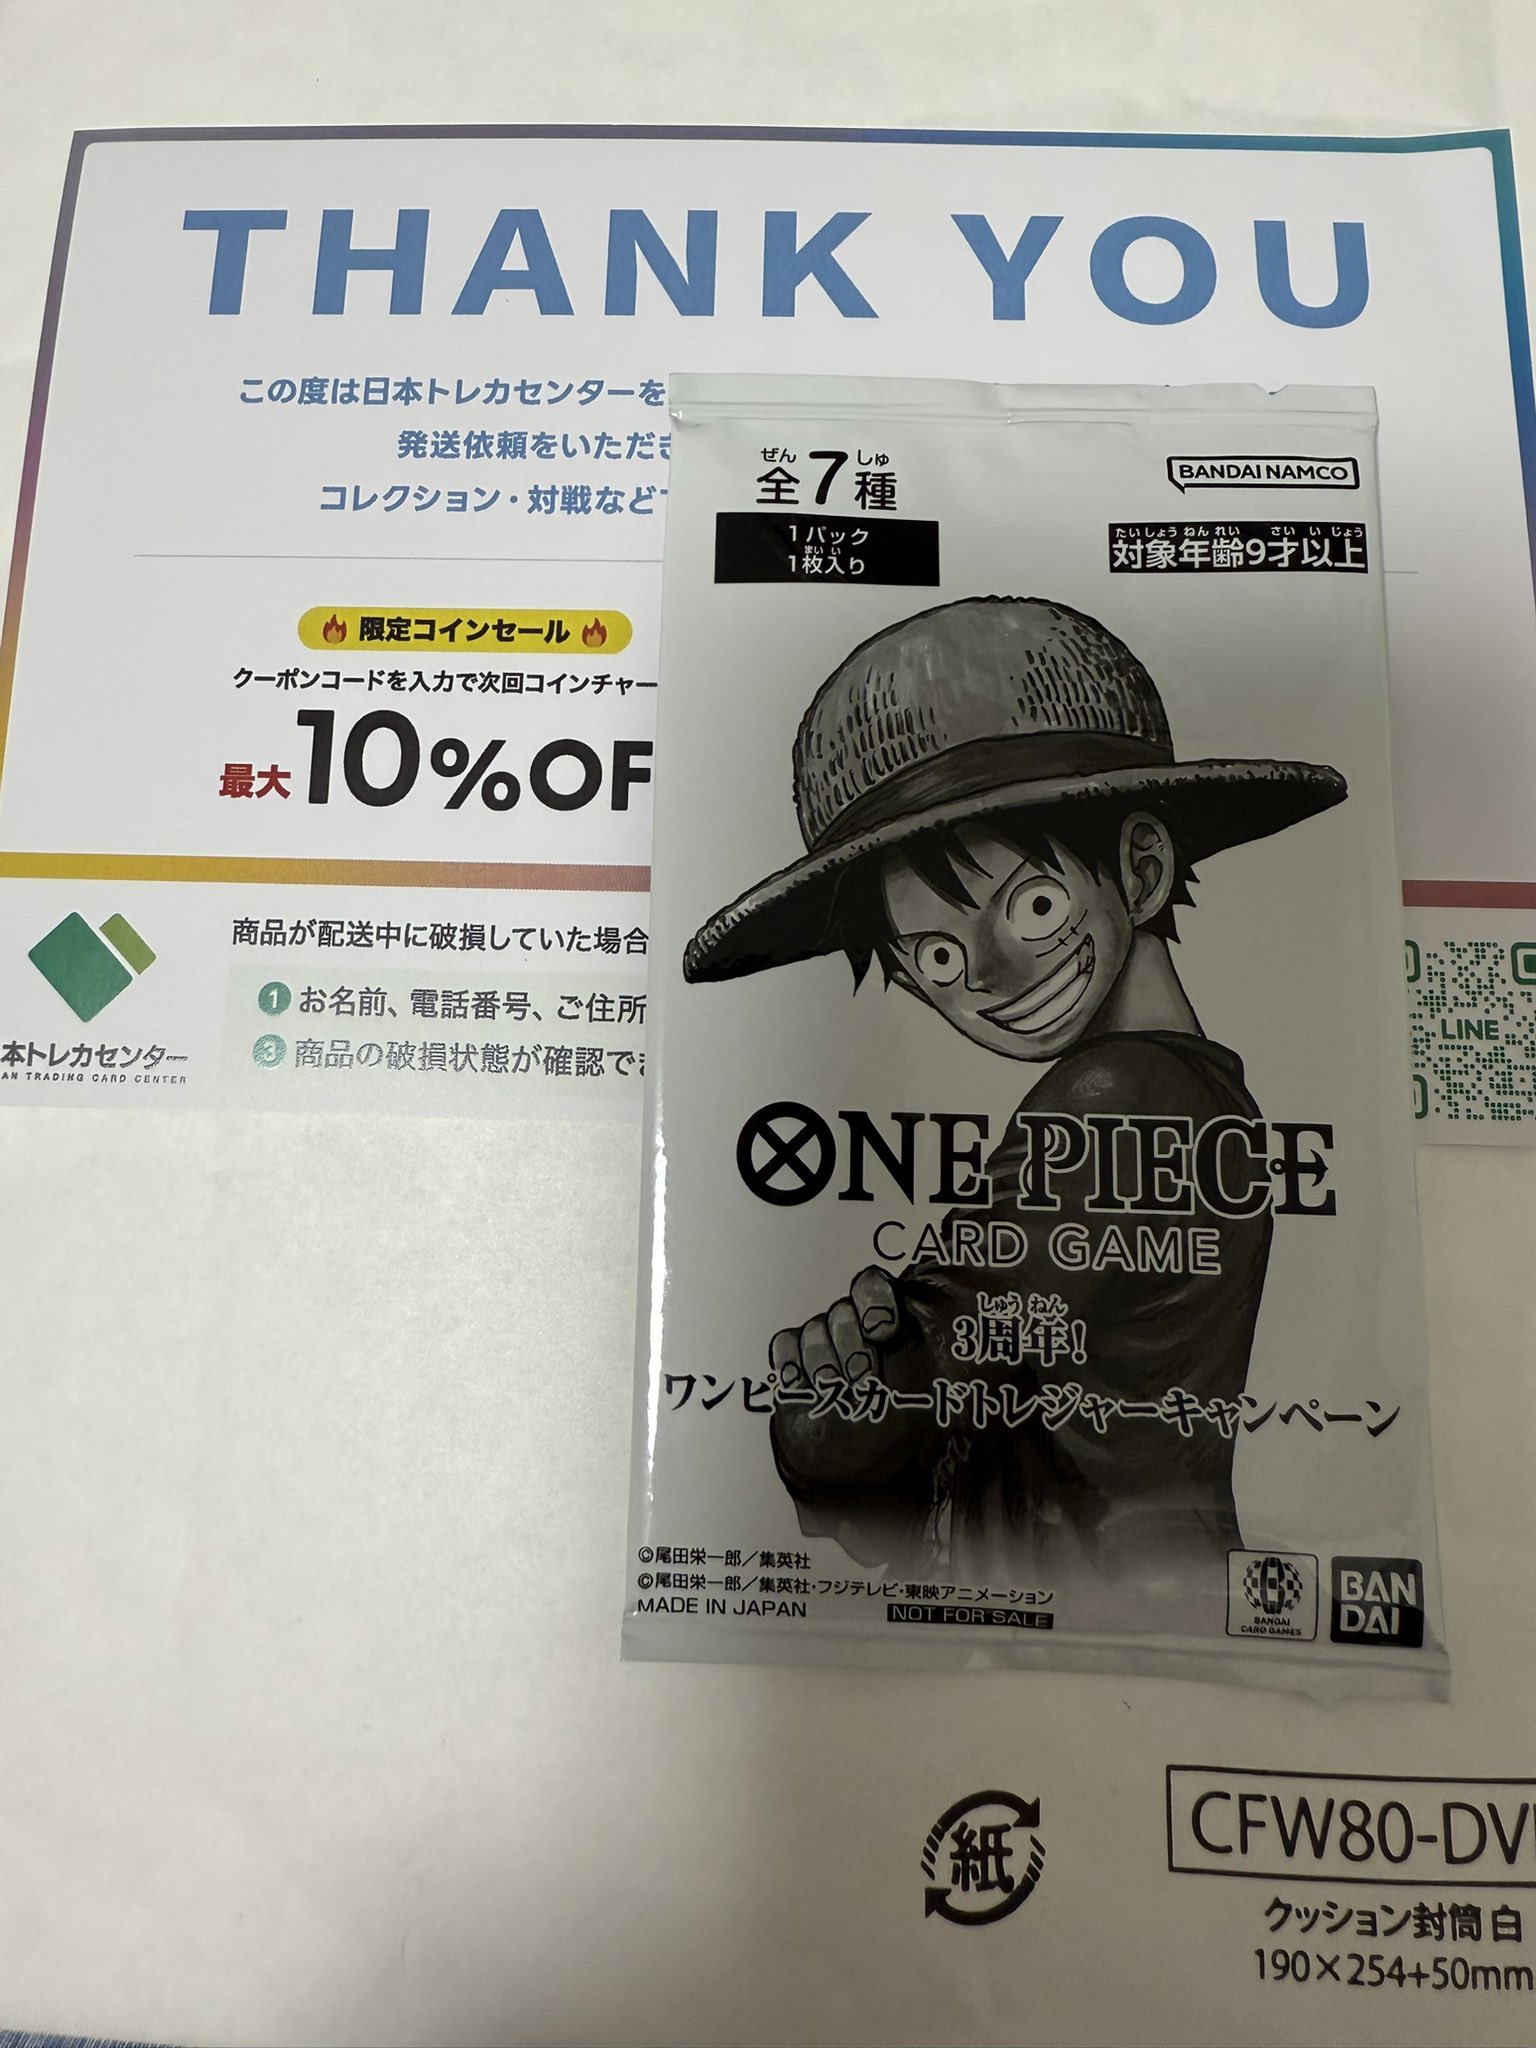 THANK YOU
この度は日本トレカセンターを
発送依頼をいただき
コレクション・対戦などで
限定コインセール
クーポンコードを入力で次回コインチャー
最大10%OF
商品が配送中に破損していた場合
1 お名前、電話番号、ご住所
3 商品の破損状態が確認でき
本トレカセンター
AN TRADING CARD CENTER
LINE
ぜん しゅ
全7種
1パック
まい い
1枚入り
BANDAI NAMCO
たいしょう ねん れい さい い じょう
対象年齢9才以上
ONE PIECE
CARD GAME
しゅう ねん
3周年!
ワンピースカードトレジャーキャンペーン
©尾田栄一郎/集英社
©尾田栄一郎/集英社・フジテレビ・東映アニメーション
MADE IN JAPAN NOT FOR SALE
BANDAI
CARD GAMES
BAN
DAI
紙
CFW80-DV
クッション封筒 白
190×254+50mm